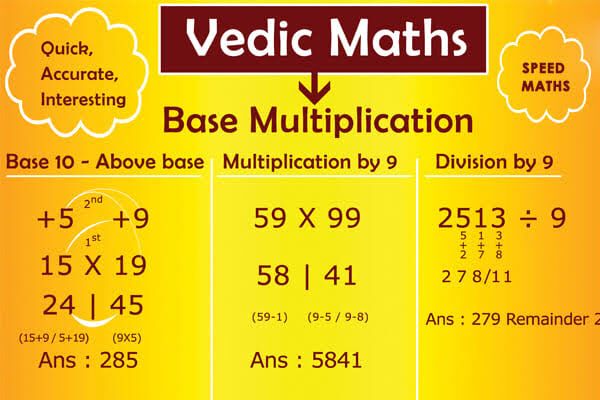 Quick,
Accurate,
Interesting
Vedic Maths
SPEED
MATHS
Base Multiplication
Base 10 - Above base
+5 2nd +9
1st
15 X 19
24 | 45
(15+9 / 5+19) (9X5)
Ans : 285
Multiplication by 9
59 X 99
58 | 41
(59-1) (9-5 / 9-8)
Ans : 5841
Division by 9
2513 ÷ 9
5 1 3
+ + +
2 7 8
2 7 8/11
Ans : 279 Remainder 2